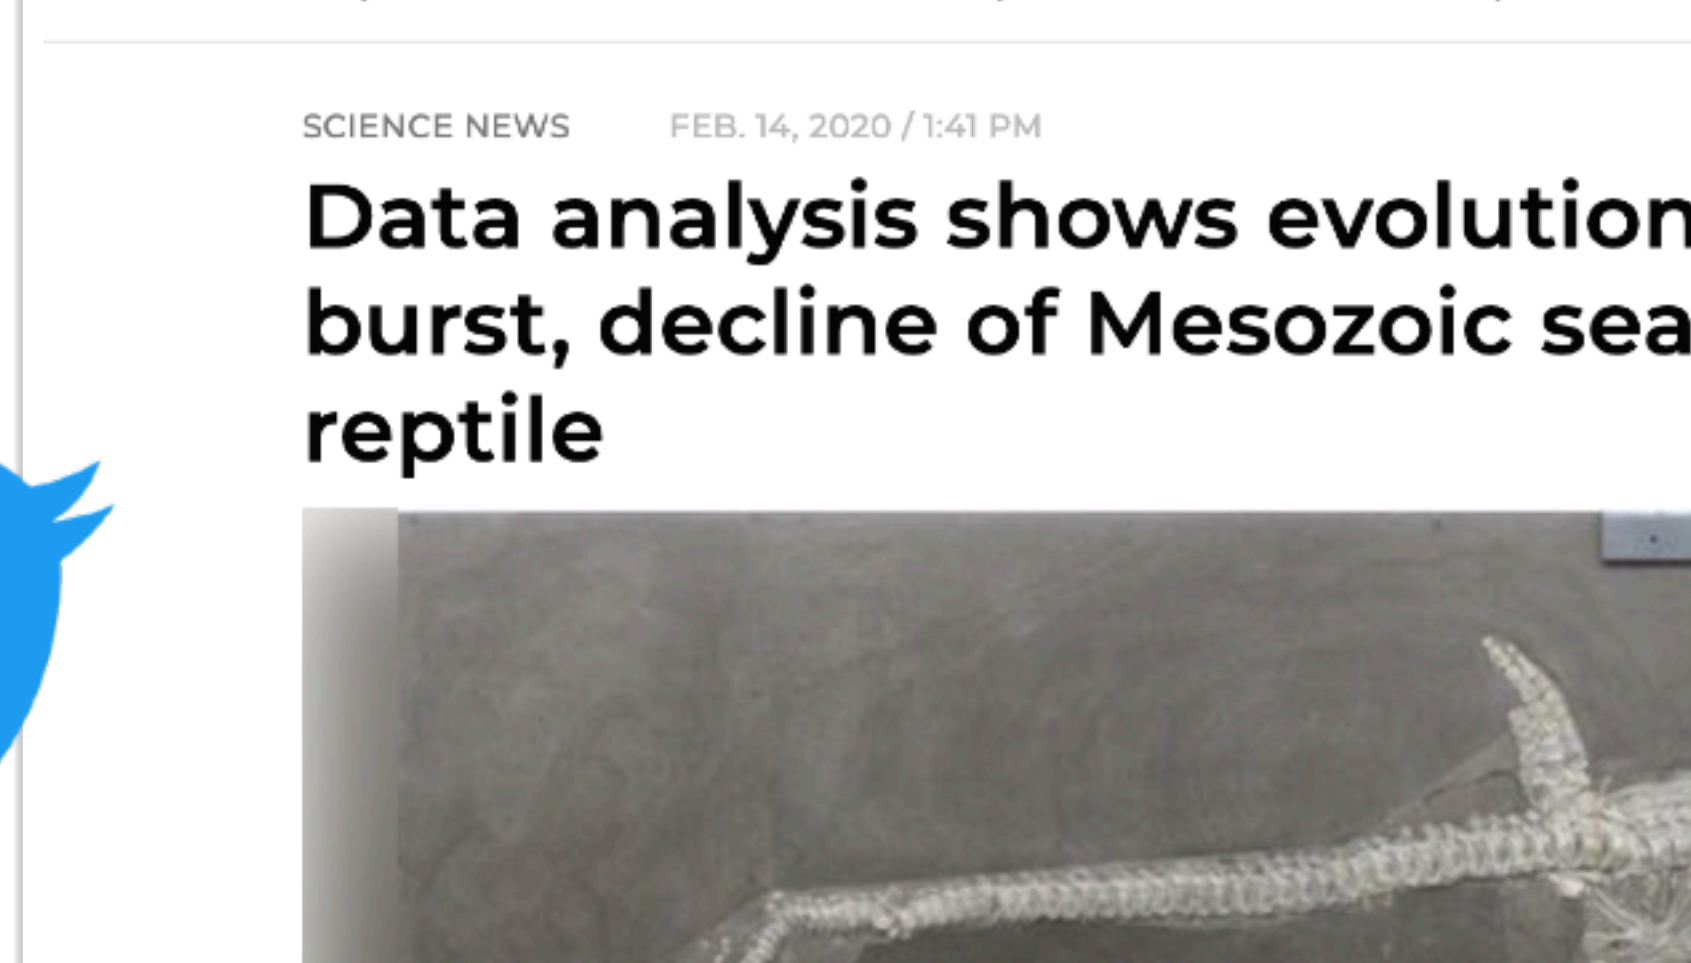 SCIENCE NEWS FEB. 14, 2020 / 1:41 PM
Data analysis shows evolution
burst, decline of Mesozoic sea
reptile